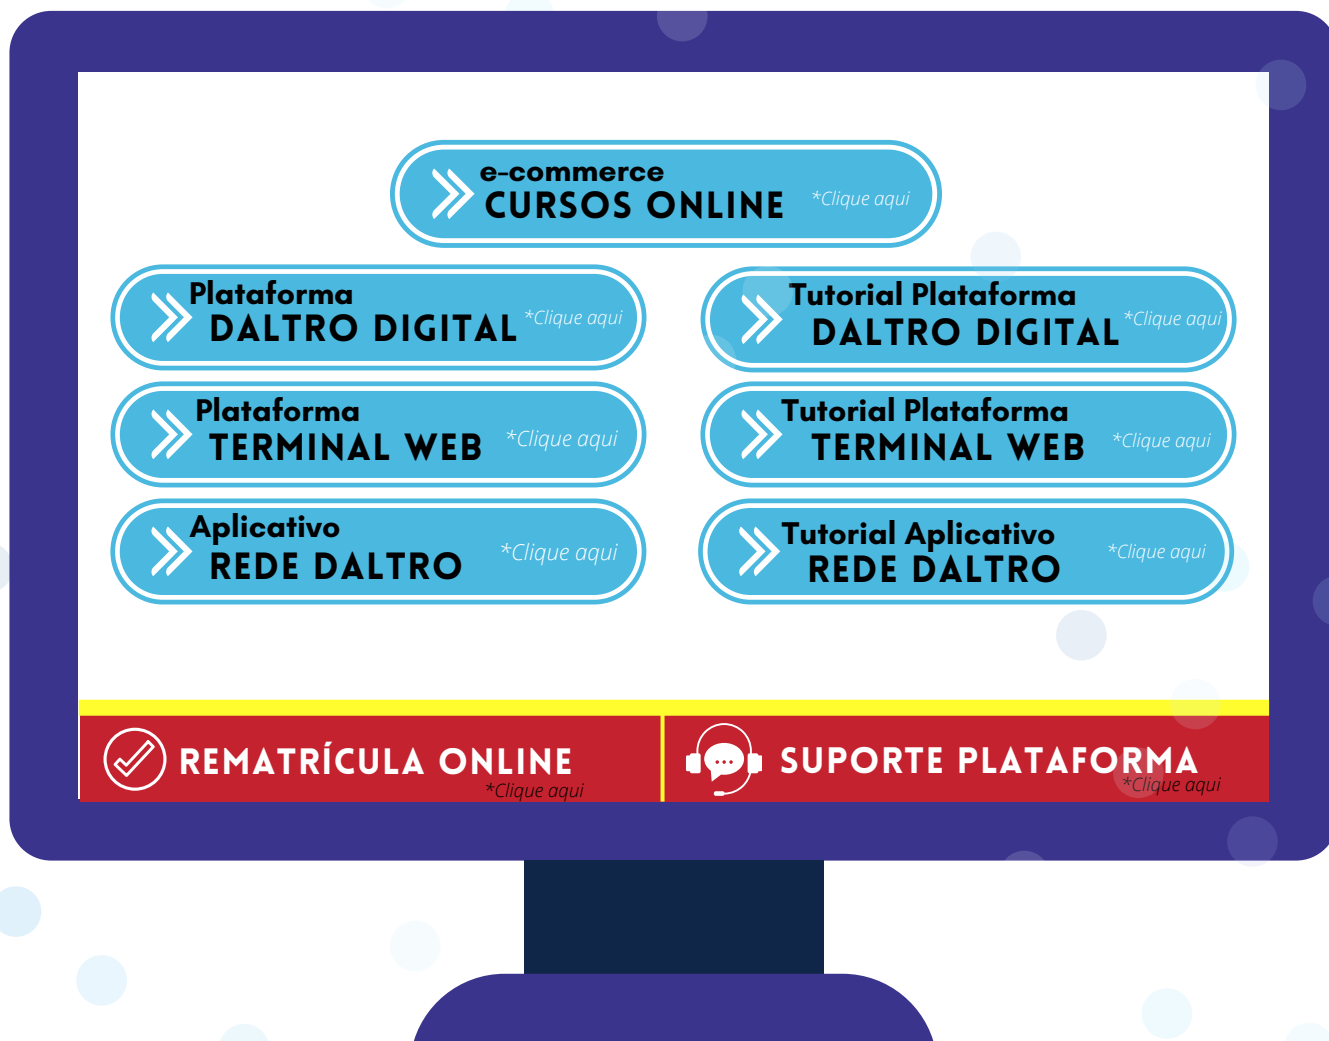 e-commerce
CURSOS ONLINE *Clique aqui
Plataforma
DALTRO DIGITAL *Clique aqui
Tutorial Plataforma
DALTRO DIGITAL *Clique aqui
Plataforma
TERMINAL WEB *Clique aqui
Tutorial Plataforma
TERMINAL WEB *Clique aqui
Aplicativo
REDE DALTRO *Clique aqui
Tutorial Aplicativo
REDE DALTRO *Clique aqui
REMATRÍCULA ONLINE
*Clique aqui
SUPORTE PLATAFORMA
*Clique aqui